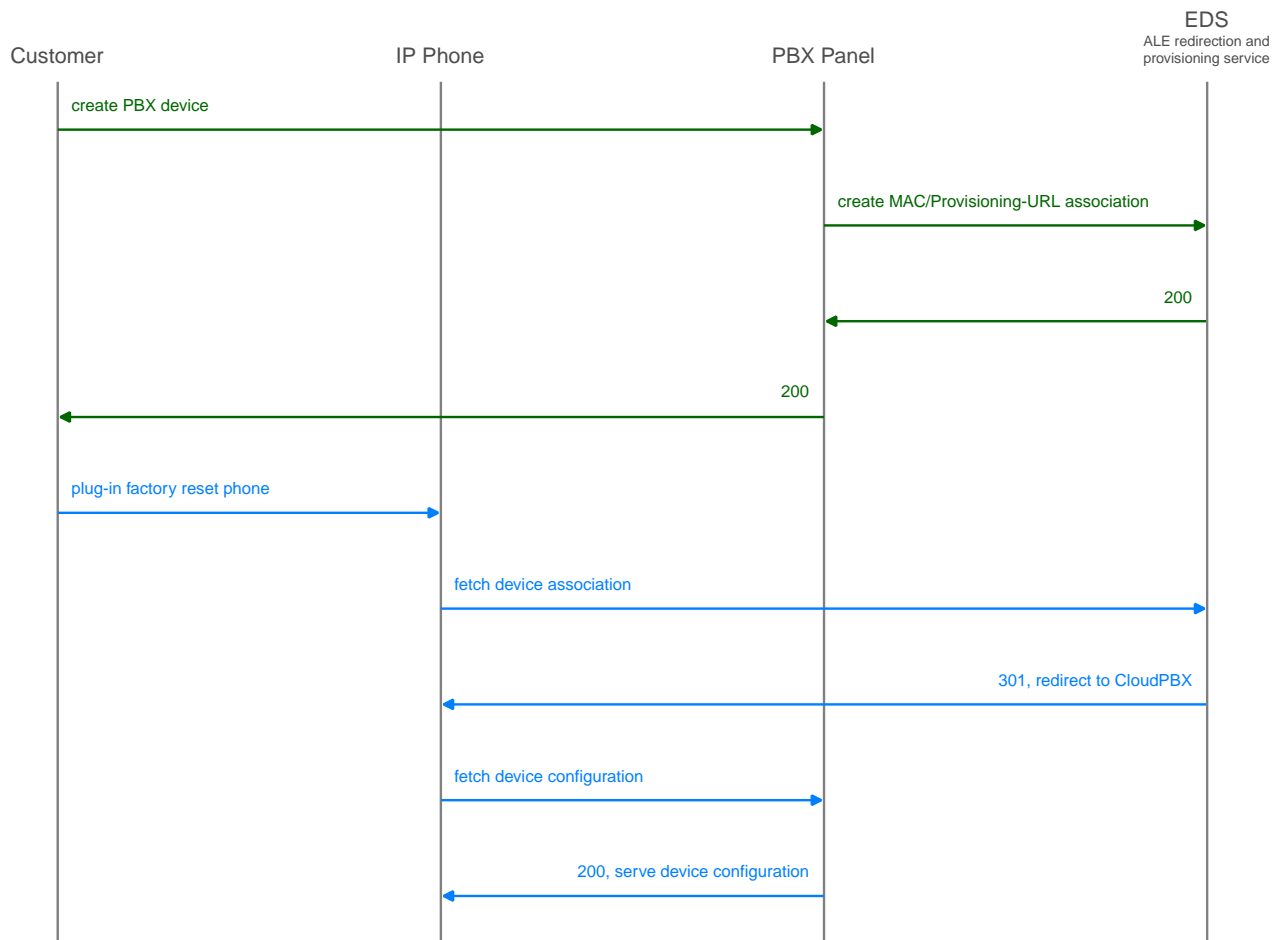 EDS
ALE redirection and
provisioning service
Customer
IP Phone
PBX Panel
create PBX device
create MAC/Provisioning-URL association
200
200
plug-in factory reset phone
fetch device association
301, redirect to CloudPBX
fetch device configuration
200, serve device configuration